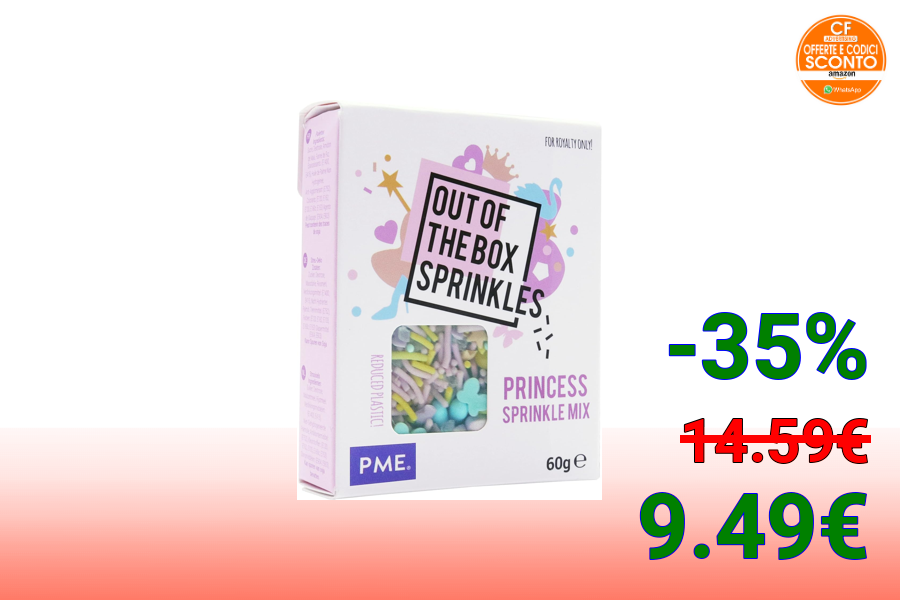 CF
ADVERTISING
OFFERTE E CODICI
SCONTO
amazon
WhatsApp
FOR ROYALTY ONLY!
OUT OF
THE BOX
SPRINKLES
REDUCED PLASTIC!
PRINCESS
SPRINKLE MIX
PME®
60g ℮
-35%
14.59€
9.49€